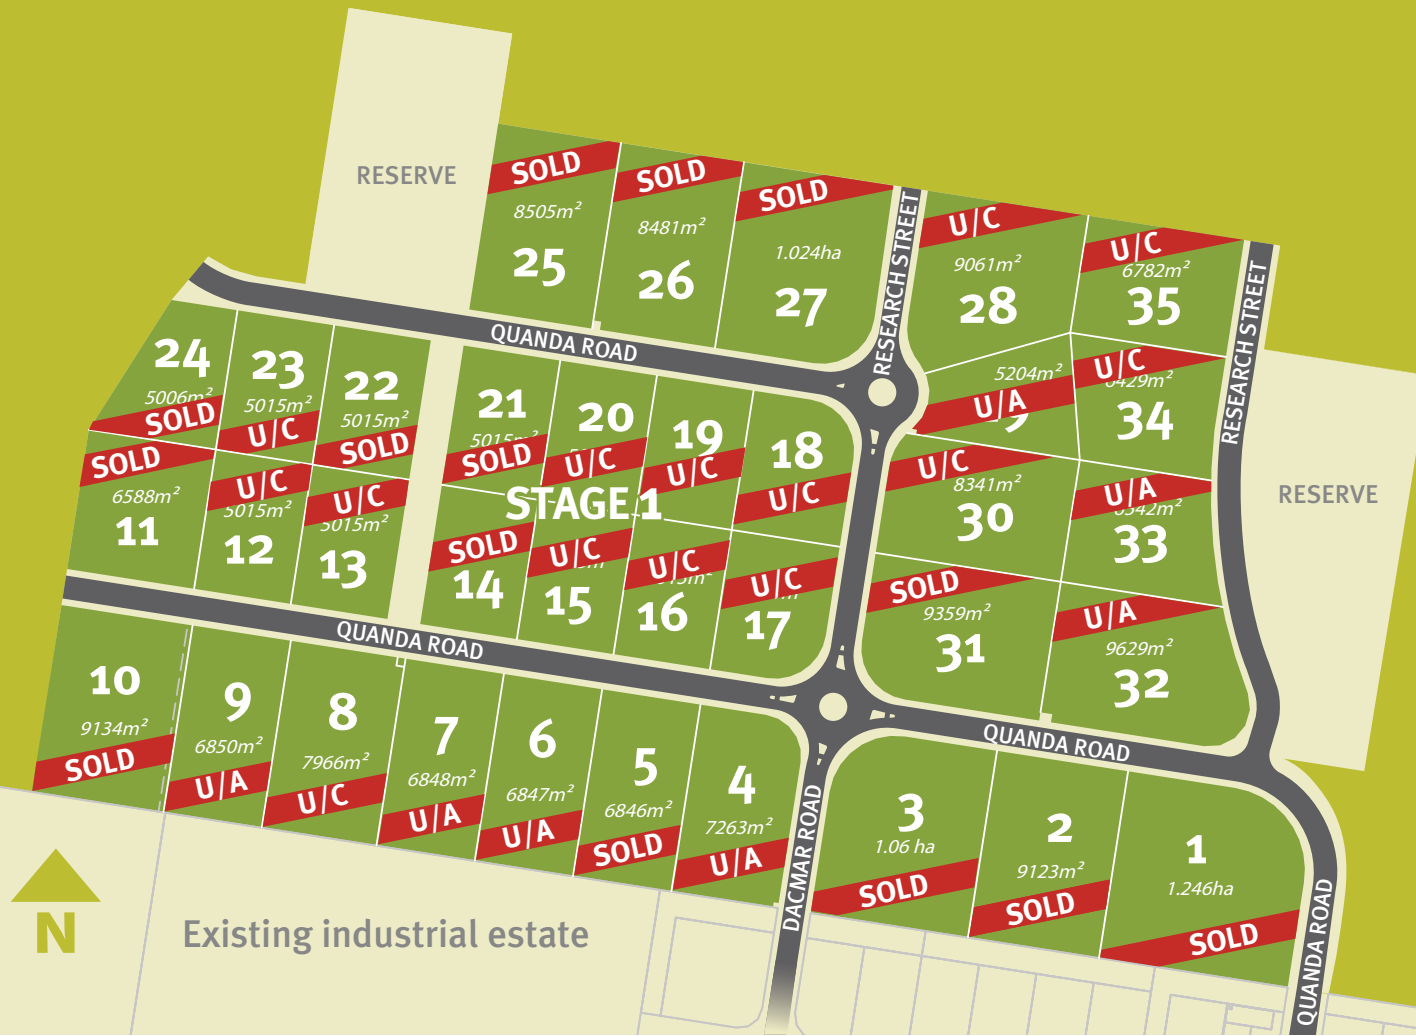 RESERVE
SOLD
8505m²
25
SOLD
8481m²
26
SOLD
1.024ha
27
RESEARCH STREET
U/C
9061m²
28
U/C
6782m²
35
RESEARCH STREET
QUANDA ROAD
24
5006m²
SOLD
23
5015m²
U/C
22
5015m²
SOLD
21
SOLD
20
U/C
19
U/C
18
U/C
5204m²
U/A
U/C
34
RESERVE
SOLD
6588m²
11
U/C
5015m²
12
U/C
5015m²
13
STAGE 1
SOLD
14
U/C
15
U/C
16
U/C
17
U/C
8341m²
30
U/A
33
SOLD
9359m²
31
U/A
9629m²
32
QUANDA ROAD
QUANDA ROAD
10
9134m²
SOLD
9
6850m²
U/A
8
7966m²
U/C
7
6848m²
U/A
6
6847m²
U/A
5
6846m²
SOLD
4
7263m²
U/A
DACMAR ROAD
3
1.06 ha
SOLD
2
9123m²
SOLD
1
1.246ha
SOLD
QUANDA ROAD
N
Existing industrial estate